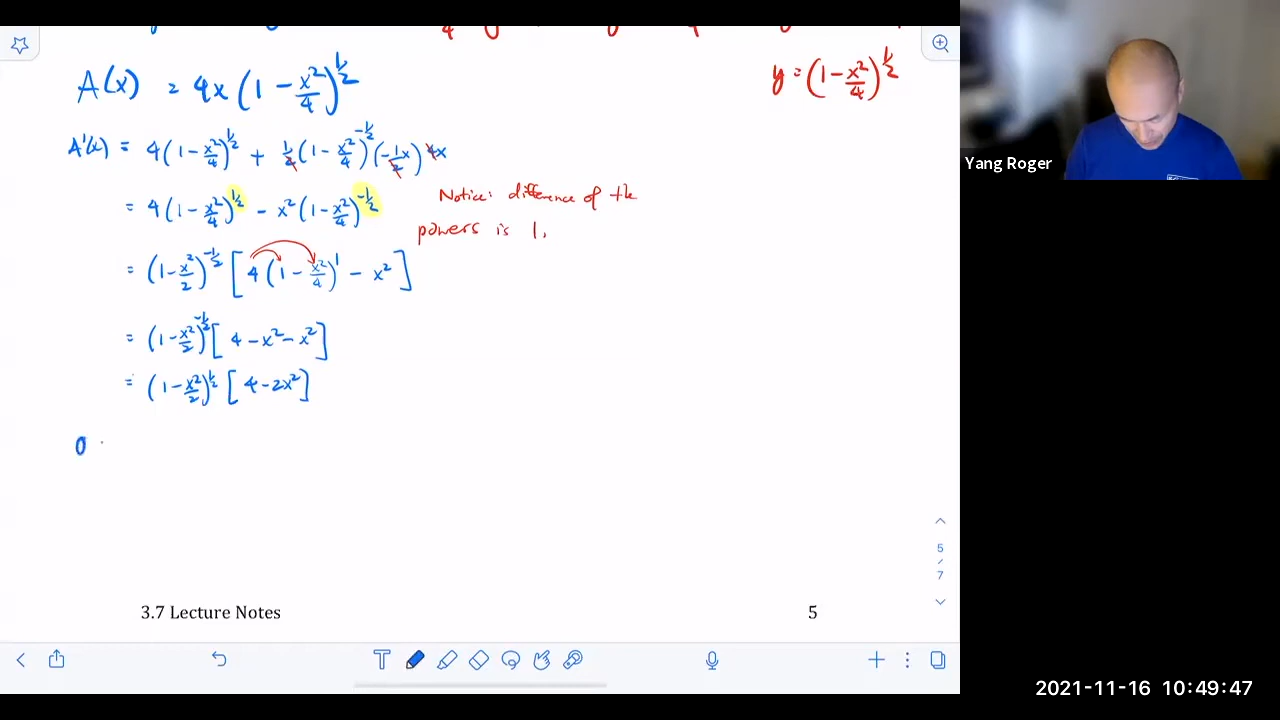 A(x) = 4x(1 - x²/4)^(1/2)
y = (1 - x²/4)^(1/2)
A'(x) = 4(1 - x²/4)^(1/2) + 1/2(1 - x²/4)^(-1/2)(-1/2x)4x
= 4(1 - x²/4)^(1/2) - x²(1 - x²/4)^(-1/2)
Notice: difference of the
powers is 1.
= (1 - x²/2)^(-1/2) [4(1 - x²/4)^1 - x²]
= (1 - x²/2)^(-1/2) [4 - x² - x²]
= (1 - x²/2)^(1/2) [4 - 2x²]
0
3.7 Lecture Notes
5
5
/
7
T
Yang Roger
2021-11-16 10:49:47